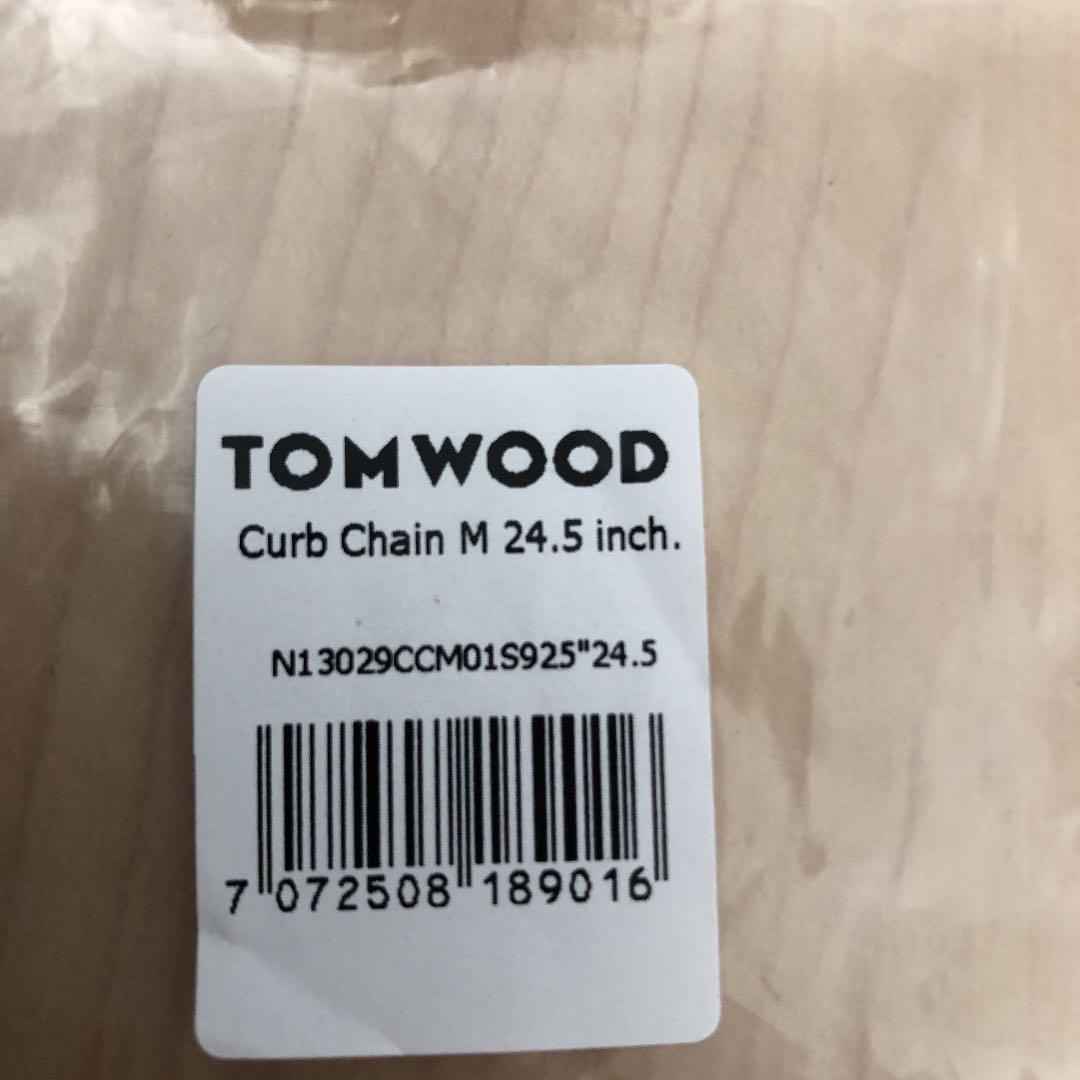 TOMWOOD
Curb Chain M 24.5 inch.
N13029CCM01S925"24.5
7 072508 189016